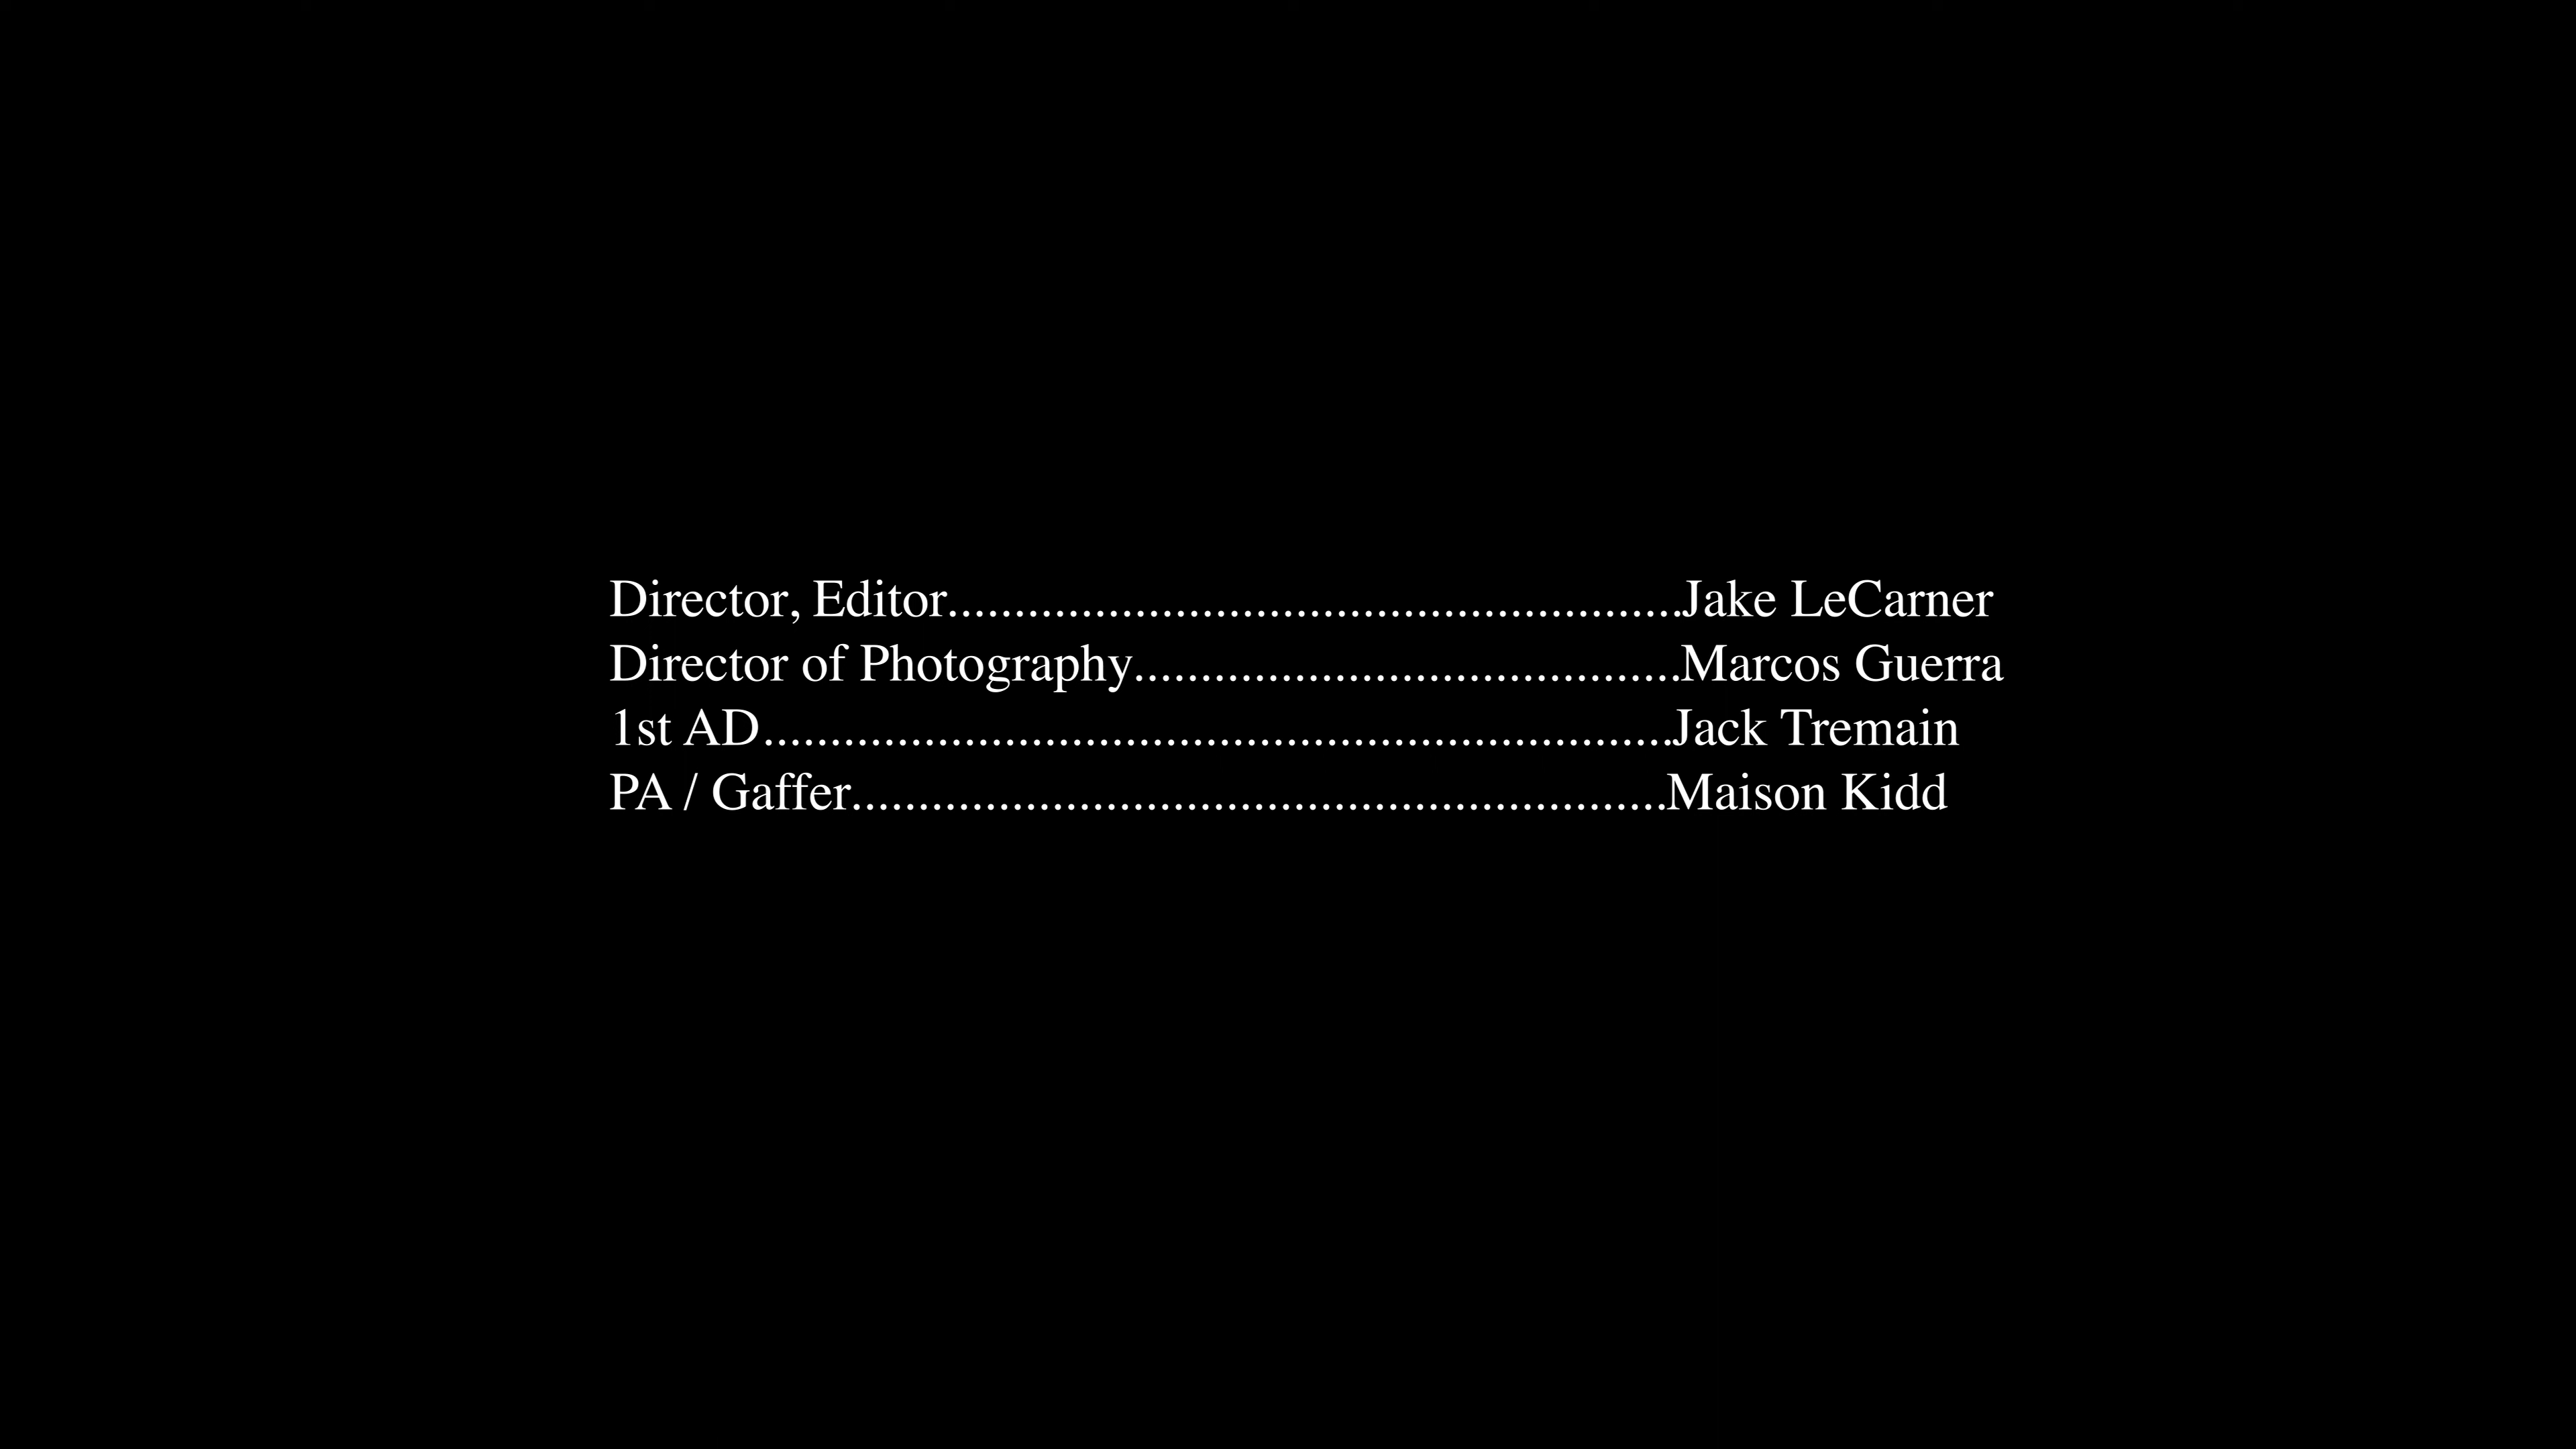 Director, Editor.......................................................Jake LeCarner
Director of Photography.........................................Marcos Guerra
1st AD....................................................................Jack Tremain
PA / Gaffer.............................................................Maison Kidd